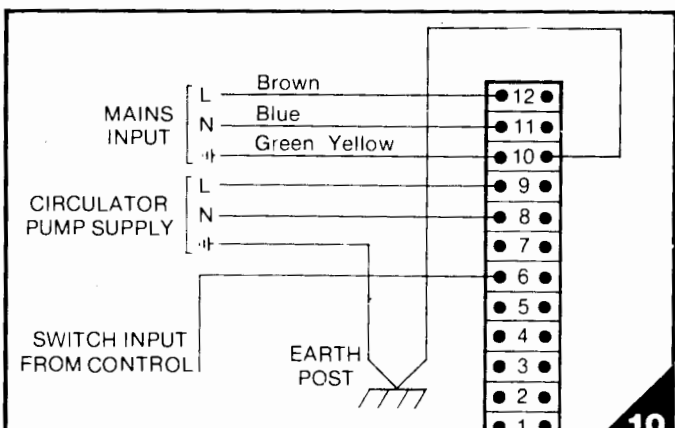 MAINS
INPUT
L Brown
N Blue
Green Yellow
CIRCULATOR
PUMP SUPPLY
L
N
SWITCH INPUT
FROM CONTROL
EARTH
POST
12
11
10
9
8
7
6
5
4
3
2
1
10